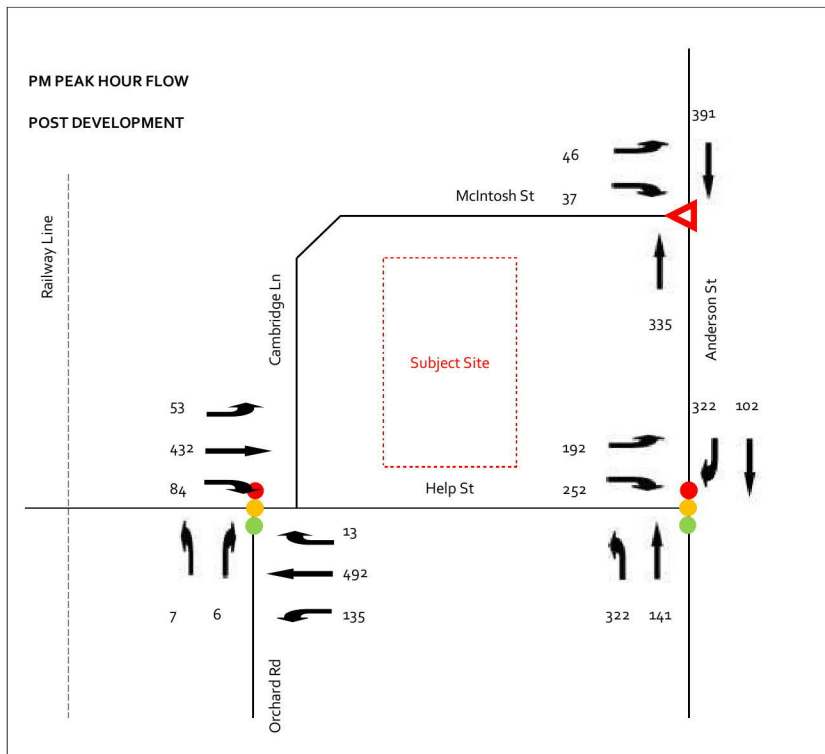 PM PEAK HOUR FLOW
POST DEVELOPMENT
391
46
McIntosh St
37
Railway Line
Cambridge Ln
Anderson St
335
Subject Site
53
322 102
432
192
84
Help St
252
13
492
7 6
135
322 141
Orchard Rd